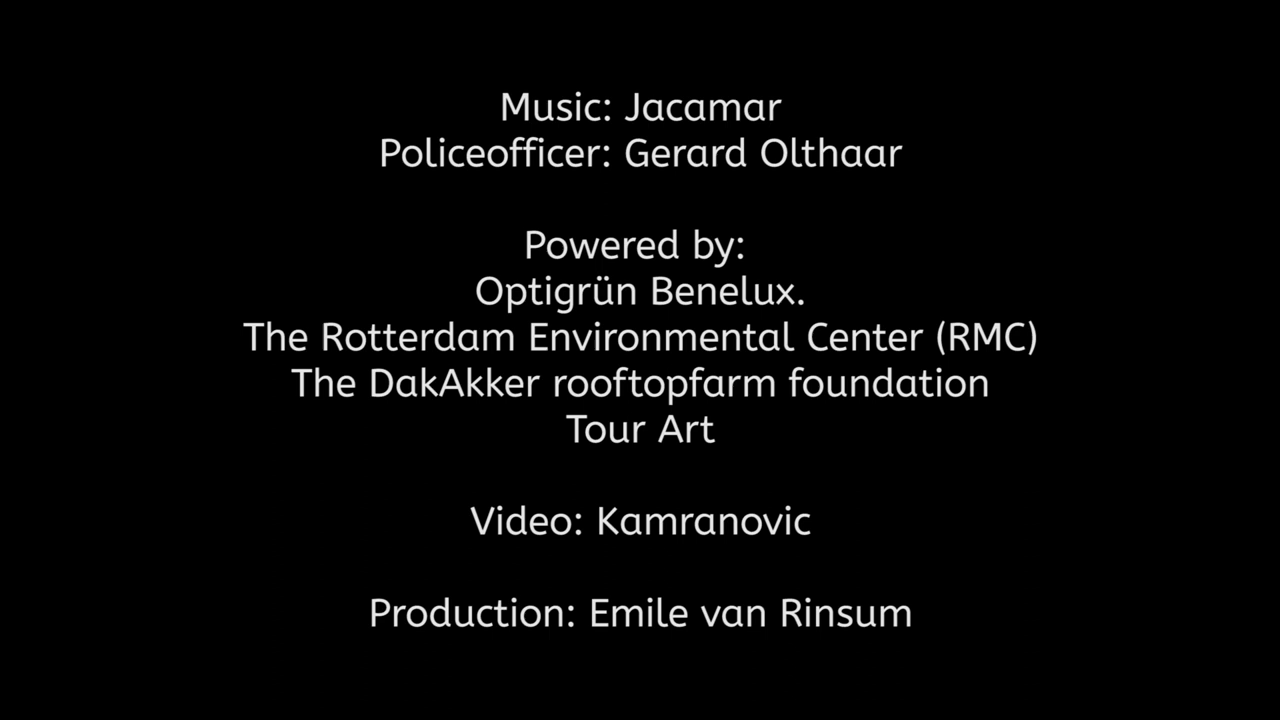 Music: Jacamar
Policeofficer: Gerard Olthaar
Powered by:
Optigrün Benelux.
The Rotterdam Environmental Center (RMC)
The DakAkker rooftopfarm foundation
Tour Art
Video: Kamranovic
Production: Emile van Rinsum